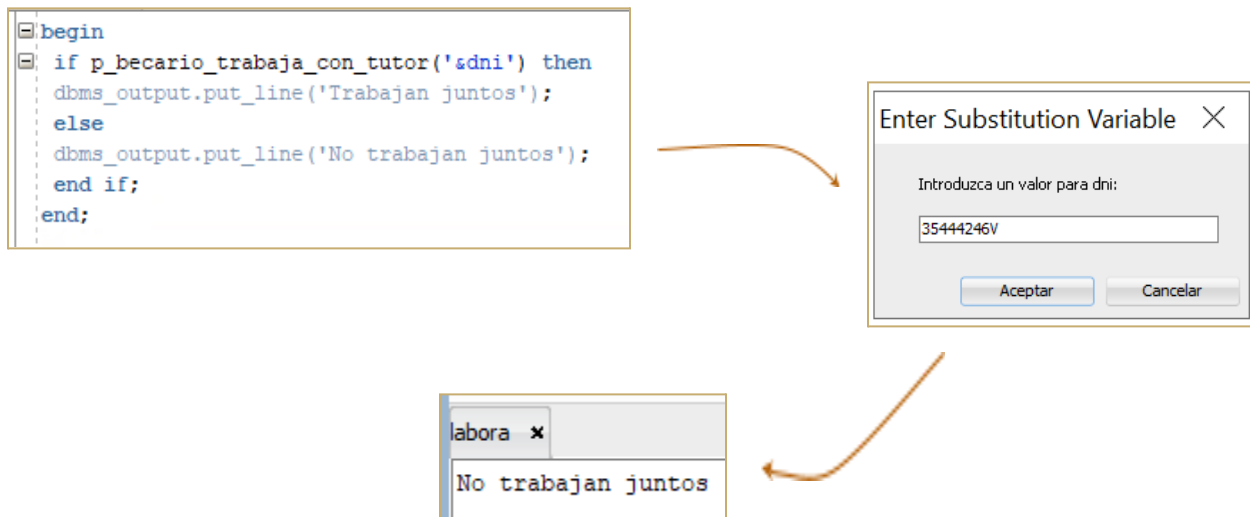 begin
if p_becario_trabaja_con_tutor('&dni') then
dbms_output.put_line('Trabajan juntos');
else
dbms_output.put_line('No trabajan juntos');
end if;
end;
Enter Substitution Variable
Introduzca un valor para dni:
35444246V
Aceptar Cancelar
labora
No trabajan juntos